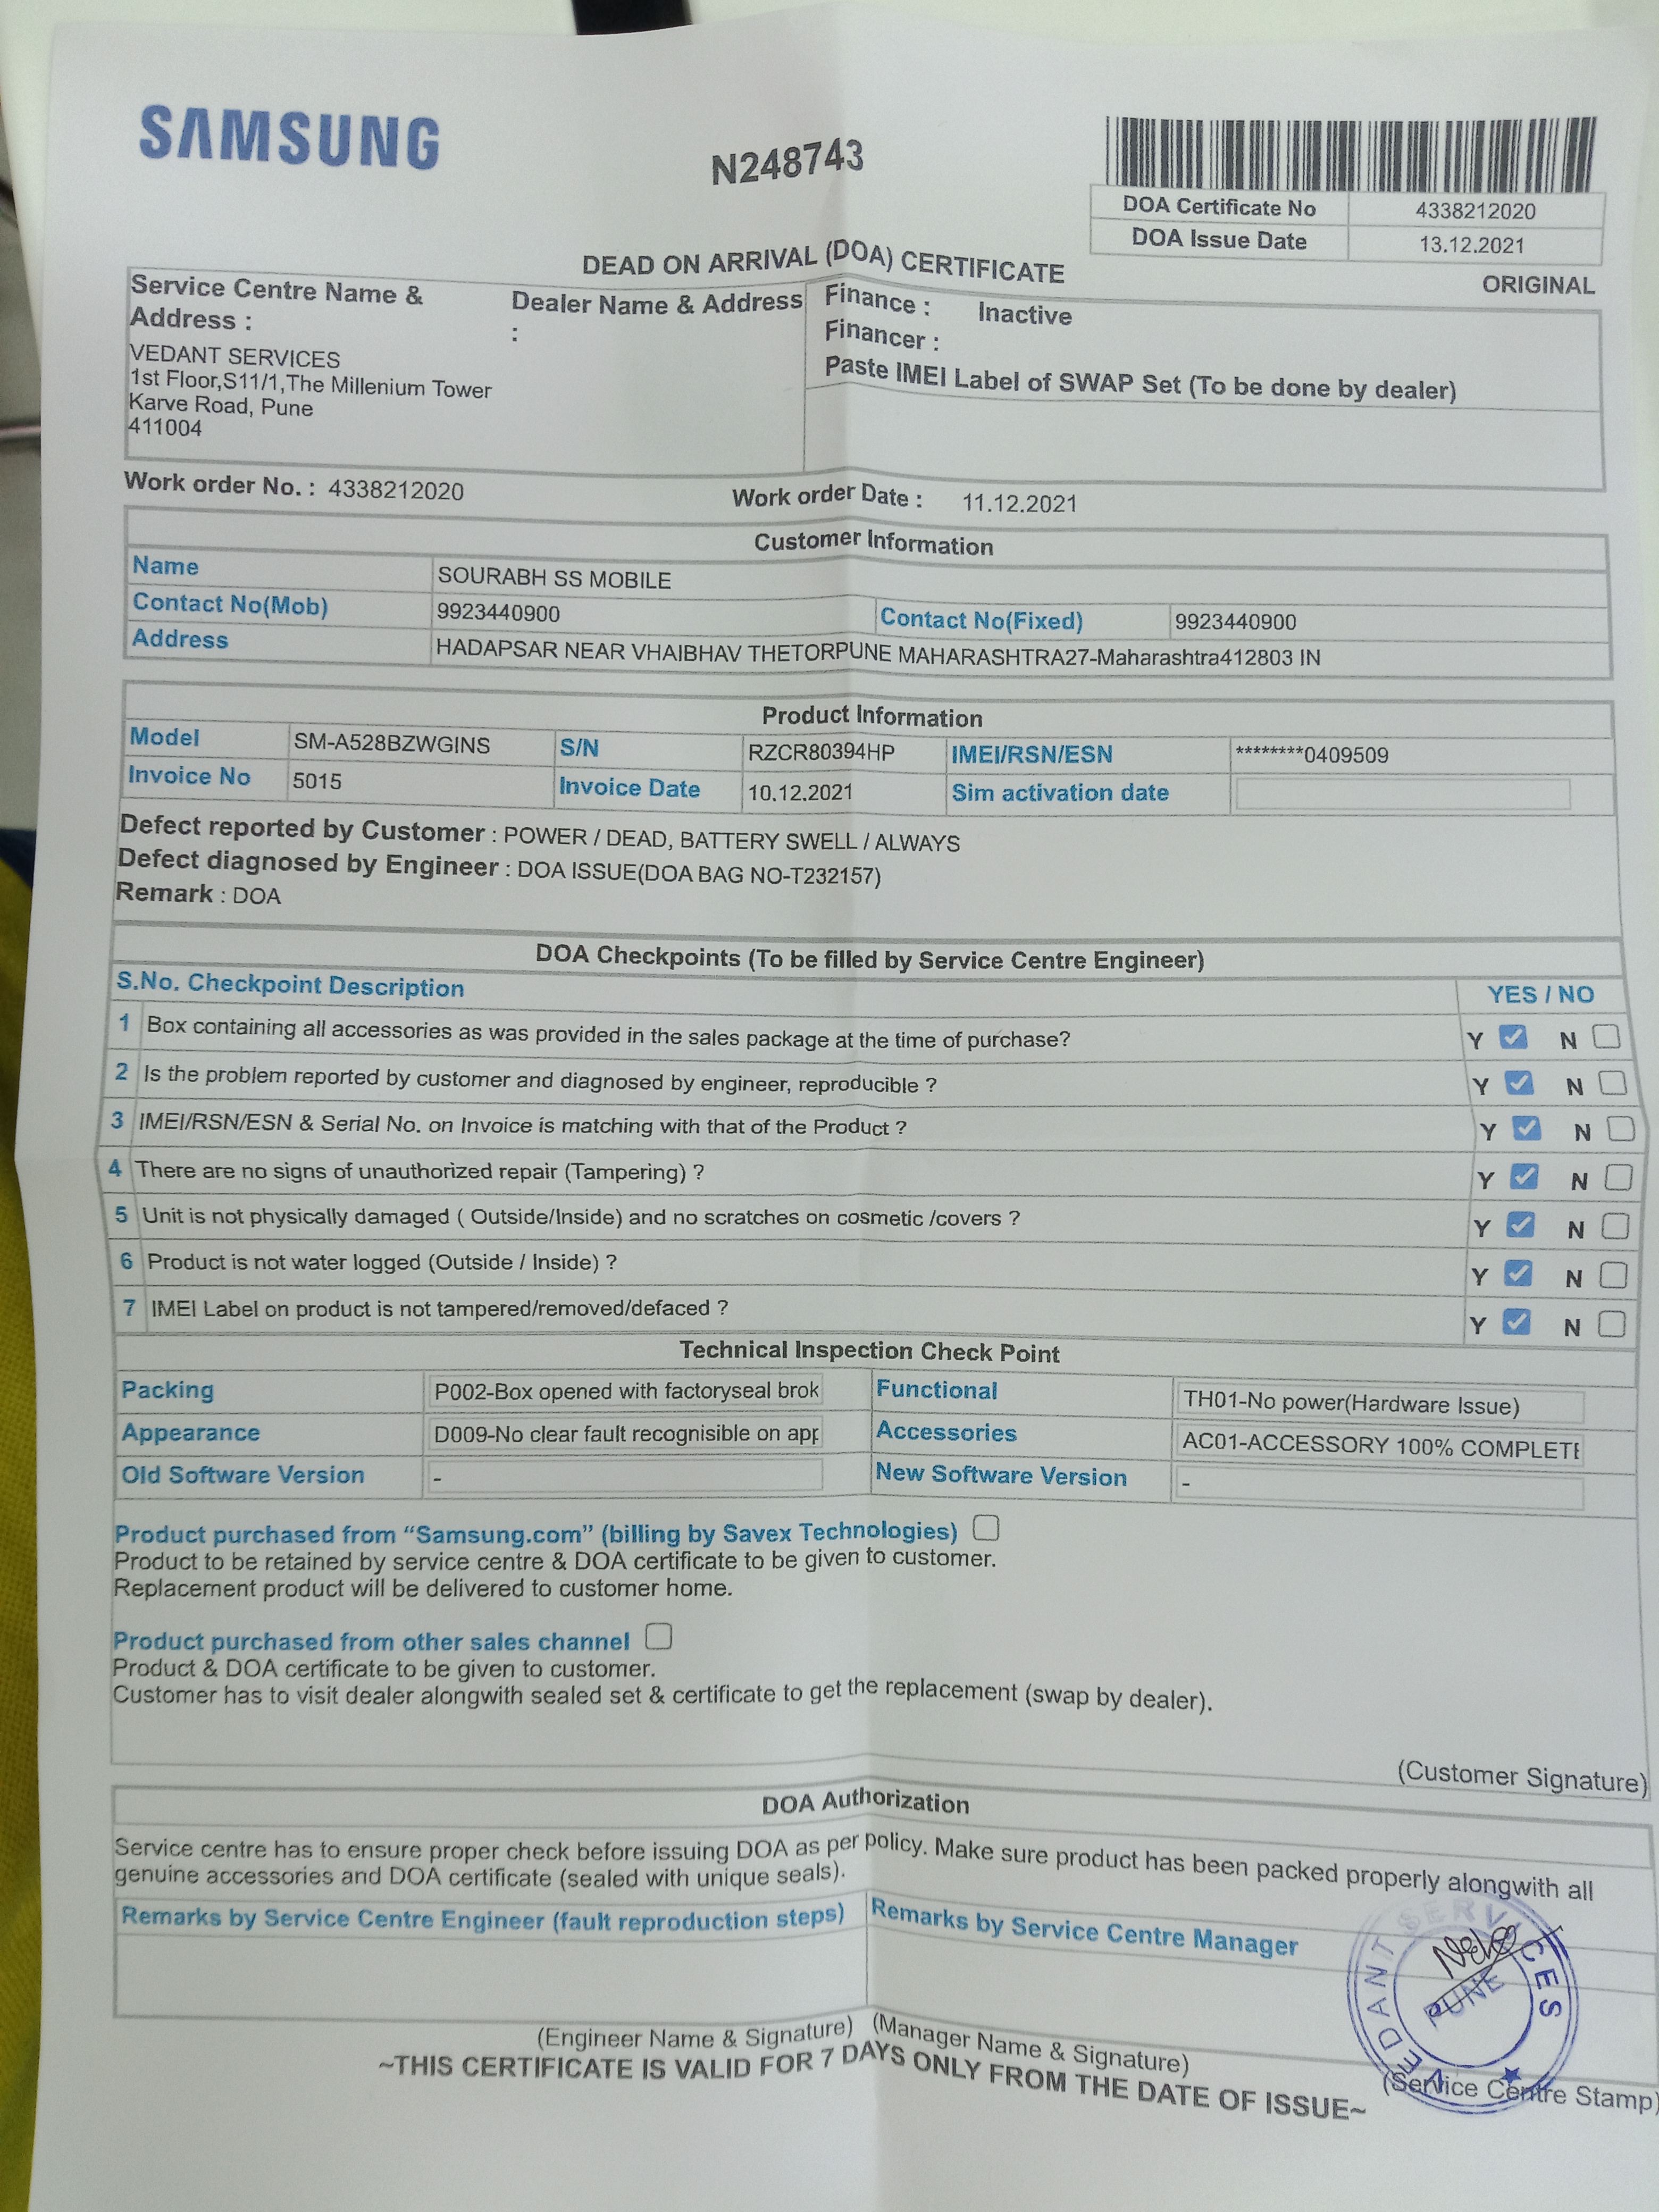 SAMSUNG
N248743
DOA Certificate No 4338212020
DOA Issue Date 13.12.2021
DEAD ON ARRIVAL (DOA) CERTIFICATE
ORIGINAL
Service Centre Name &
Address :
VEDANT SERVICES
1st Floor,S11/1,The Millenium Tower
Karve Road, Pune
411004
Dealer Name & Address
:
Finance : Inactive
Financer :
Paste IMEI Label of SWAP Set (To be done by dealer)
Work order No. : 4338212020 Work order Date : 11.12.2021
Customer Information
Name SOURABH SS MOBILE
Contact No(Mob) 9923440900 Contact No(Fixed) 9923440900
Address HADAPSAR NEAR VHAIBHAV THETORPUNE MAHARASHTRA27-Maharashtra412803 IN
Product Information
Model SM-A528BZWGINS S/N RZCR80394HP IMEI/RSN/ESN ********0409509
Invoice No 5015 Invoice Date 10.12.2021 Sim activation date
Defect reported by Customer : POWER / DEAD, BATTERY SWELL / ALWAYS
Defect diagnosed by Engineer : DOA ISSUE(DOA BAG NO-T232157)
Remark : DOA
DOA Checkpoints (To be filled by Service Centre Engineer)
S.No. Checkpoint Description YES / NO
1 Box containing all accessories as was provided in the sales package at the time of purchase? Y N
2 Is the problem reported by customer and diagnosed by engineer, reproducible ? Y N
3 IMEI/RSN/ESN & Serial No. on Invoice is matching with that of the Product ? Y N
4 There are no signs of unauthorized repair (Tampering) ? Y N
5 Unit is not physically damaged ( Outside/Inside) and no scratches on cosmetic /covers ? Y N
6 Product is not water logged (Outside / Inside) ? Y N
7 IMEI Label on product is not tampered/removed/defaced ? Y N
Technical Inspection Check Point
Packing P002-Box opened with factoryseal brok Functional TH01-No power(Hardware Issue)
Appearance D009-No clear fault recognisible on app Accessories AC01-ACCESSORY 100% COMPLETE
Old Software Version - New Software Version -
Product purchased from “Samsung.com” (billing by Savex Technologies)
Product to be retained by service centre & DOA certificate to be given to customer.
Replacement product will be delivered to customer home.
Product purchased from other sales channel
Product & DOA certificate to be given to customer.
Customer has to visit dealer alongwith sealed set & certificate to get the replacement (swap by dealer).
(Customer Signature)
DOA Authorization
Service centre has to ensure proper check before issuing DOA as per policy. Make sure product has been packed properly alongwith all
genuine accessories and DOA certificate (sealed with unique seals).
Remarks by Service Centre Engineer (fault reproduction steps) Remarks by Service Centre Manager
VEDANT SERVICES
PUNE
(Engineer Name & Signature) (Manager Name & Signature)
(Service Centre Stamp)
~THIS CERTIFICATE IS VALID FOR 7 DAYS ONLY FROM THE DATE OF ISSUE~